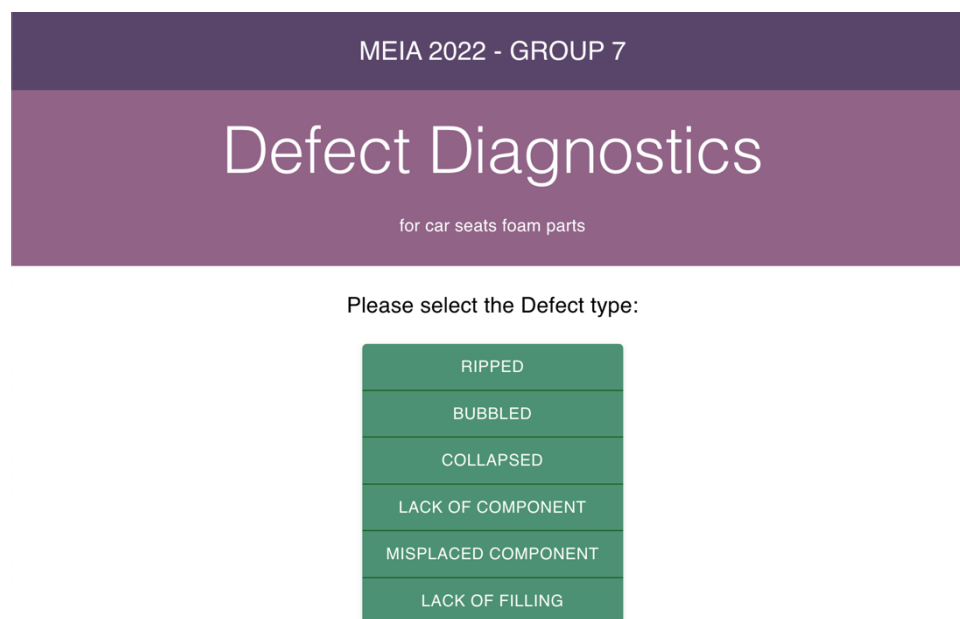 MEIA 2022 - GROUP 7
Defect Diagnostics
for car seats foam parts
Please select the Defect type:
RIPPED
BUBBLED
COLLAPSED
LACK OF COMPONENT
MISPLACED COMPONENT
LACK OF FILLING